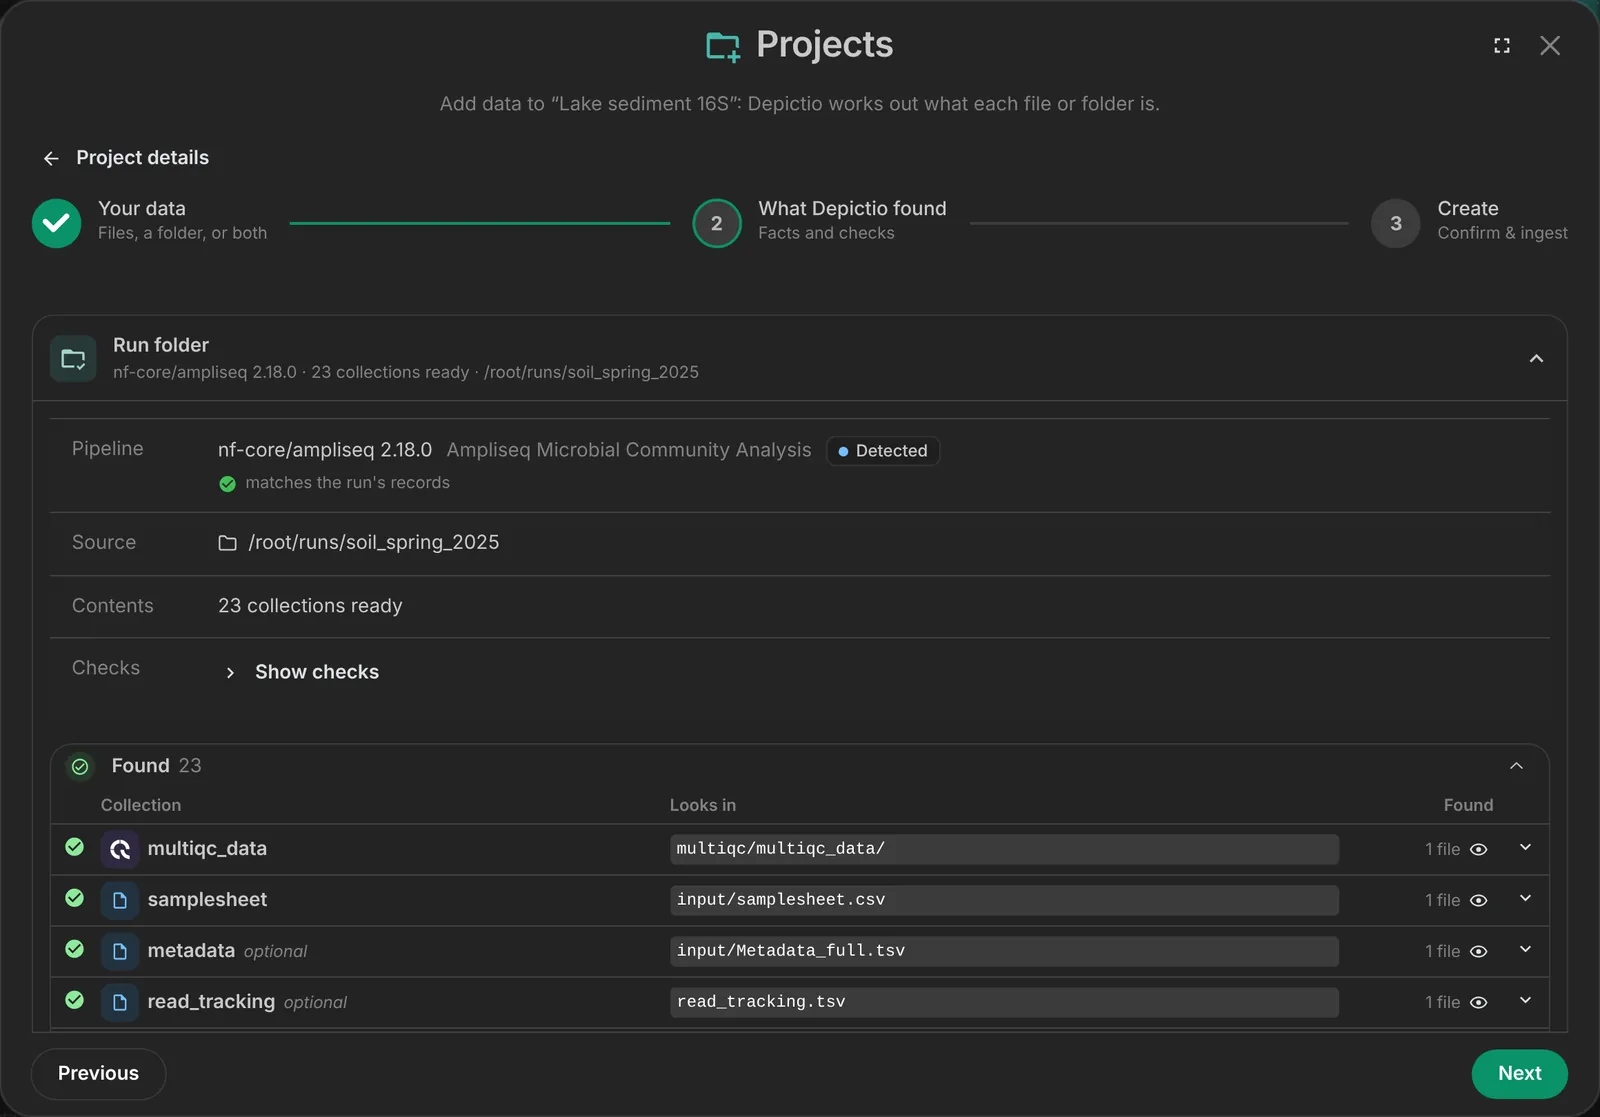 Projects
Add data to “Lake sediment 16S”: Depictio works out what each file or folder is.
Project details
Your data
Files, a folder, or both
2
What Depictio found
Facts and checks
3
Create
Confirm & ingest
Run folder
nf-core/ampliseq 2.18.0 · 23 collections ready · /root/runs/soil_spring_2025
Pipeline
nf-core/ampliseq 2.18.0 Ampliseq Microbial Community Analysis Detected
matches the run's records
Source
/root/runs/soil_spring_2025
Contents
23 collections ready
Checks
Show checks
Found 23
Collection Looks in Found
multiqc_data multiqc/multiqc_data/ 1 file
samplesheet input/samplesheet.csv 1 file
metadata optional input/Metadata_full.tsv 1 file
read_tracking optional read_tracking.tsv 1 file
Previous
Next